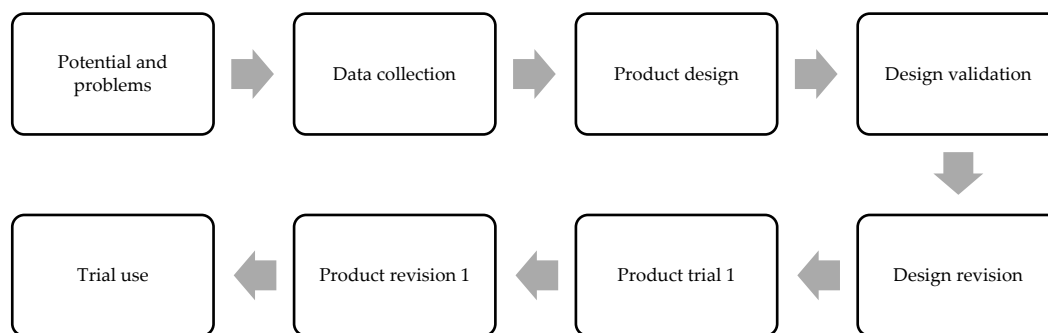 Potential and
problems
Data collection
Product design
Design validation
Design revision
Product trial 1
Product revision 1
Trial use